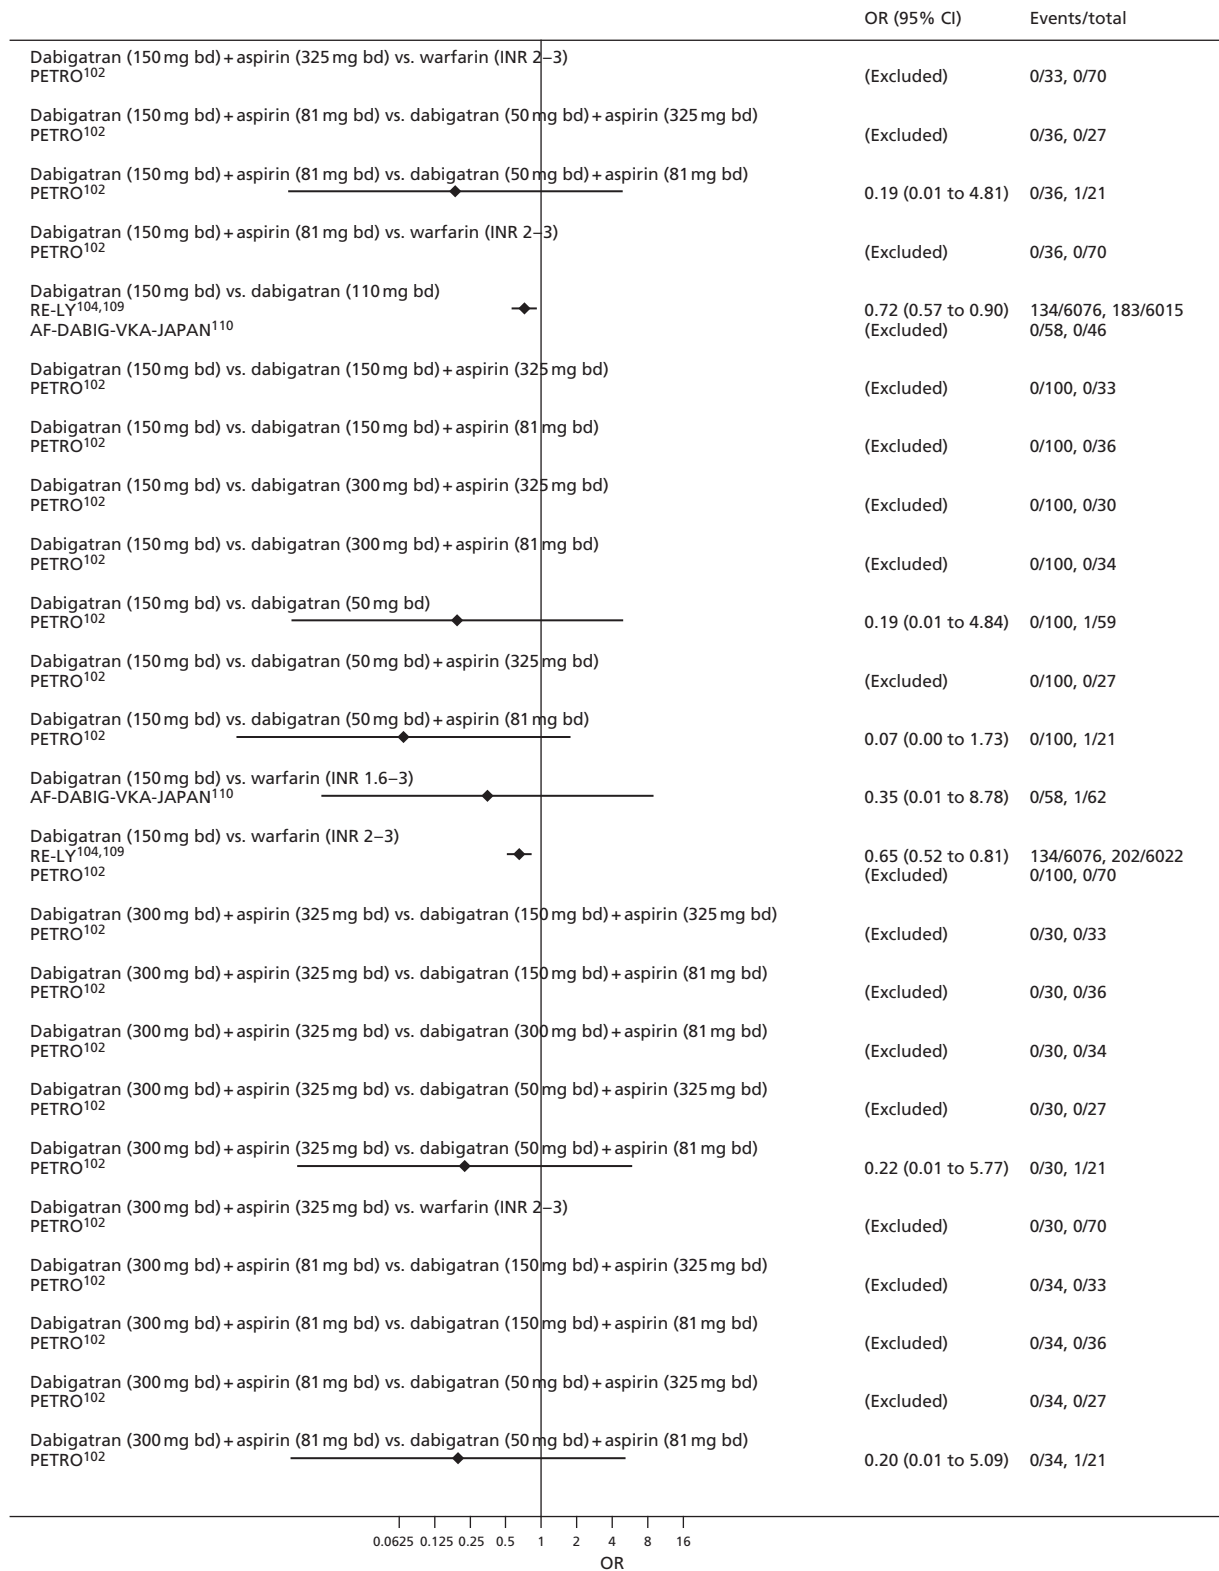 OR (95% CI) Events/total
Dabigatran (150 mg bd) + aspirin (325 mg bd) vs. warfarin (INR 2–3)
PETRO102 (Excluded) 0/33, 0/70
Dabigatran (150 mg bd) + aspirin (81 mg bd) vs. dabigatran (50 mg bd) + aspirin (325 mg bd)
PETRO102 (Excluded) 0/36, 0/27
Dabigatran (150 mg bd) + aspirin (81 mg bd) vs. dabigatran (50 mg bd) + aspirin (81 mg bd)
PETRO102 0.19 (0.01 to 4.81) 0/36, 1/21
Dabigatran (150 mg bd) + aspirin (81 mg bd) vs. warfarin (INR 2–3)
PETRO102 (Excluded) 0/36, 0/70
Dabigatran (150 mg bd) vs. dabigatran (110 mg bd)
RE-LY104,109 0.72 (0.57 to 0.90) 134/6076, 183/6015
AF-DABIG-VKA-JAPAN110 (Excluded) 0/58, 0/46
Dabigatran (150 mg bd) vs. dabigatran (150 mg bd) + aspirin (325 mg bd)
PETRO102 (Excluded) 0/100, 0/33
Dabigatran (150 mg bd) vs. dabigatran (150 mg bd) + aspirin (81 mg bd)
PETRO102 (Excluded) 0/100, 0/36
Dabigatran (150 mg bd) vs. dabigatran (300 mg bd) + aspirin (325 mg bd)
PETRO102 (Excluded) 0/100, 0/30
Dabigatran (150 mg bd) vs. dabigatran (300 mg bd) + aspirin (81 mg bd)
PETRO102 (Excluded) 0/100, 0/34
Dabigatran (150 mg bd) vs. dabigatran (50 mg bd)
PETRO102 0.19 (0.01 to 4.84) 0/100, 1/59
Dabigatran (150 mg bd) vs. dabigatran (50 mg bd) + aspirin (325 mg bd)
PETRO102 (Excluded) 0/100, 0/27
Dabigatran (150 mg bd) vs. dabigatran (50 mg bd) + aspirin (81 mg bd)
PETRO102 0.07 (0.00 to 1.73) 0/100, 1/21
Dabigatran (150 mg bd) vs. warfarin (INR 1.6–3)
AF-DABIG-VKA-JAPAN110 0.35 (0.01 to 8.78) 0/58, 1/62
Dabigatran (150 mg bd) vs. warfarin (INR 2–3)
RE-LY104,109 0.65 (0.52 to 0.81) 134/6076, 202/6022
PETRO102 (Excluded) 0/100, 0/70
Dabigatran (300 mg bd) + aspirin (325 mg bd) vs. dabigatran (150 mg bd) + aspirin (325 mg bd)
PETRO102 (Excluded) 0/30, 0/33
Dabigatran (300 mg bd) + aspirin (325 mg bd) vs. dabigatran (150 mg bd) + aspirin (81 mg bd)
PETRO102 (Excluded) 0/30, 0/36
Dabigatran (300 mg bd) + aspirin (325 mg bd) vs. dabigatran (300 mg bd) + aspirin (81 mg bd)
PETRO102 (Excluded) 0/30, 0/34
Dabigatran (300 mg bd) + aspirin (325 mg bd) vs. dabigatran (50 mg bd) + aspirin (325 mg bd)
PETRO102 (Excluded) 0/30, 0/27
Dabigatran (300 mg bd) + aspirin (325 mg bd) vs. dabigatran (50 mg bd) + aspirin (81 mg bd)
PETRO102 0.22 (0.01 to 5.77) 0/30, 1/21
Dabigatran (300 mg bd) + aspirin (325 mg bd) vs. warfarin (INR 2–3)
PETRO102 (Excluded) 0/30, 0/70
Dabigatran (300 mg bd) + aspirin (81 mg bd) vs. dabigatran (150 mg bd) + aspirin (325 mg bd)
PETRO102 (Excluded) 0/34, 0/33
Dabigatran (300 mg bd) + aspirin (81 mg bd) vs. dabigatran (150 mg bd) + aspirin (81 mg bd)
PETRO102 (Excluded) 0/34, 0/36
Dabigatran (300 mg bd) + aspirin (81 mg bd) vs. dabigatran (50 mg bd) + aspirin (325 mg bd)
PETRO102 (Excluded) 0/34, 0/27
Dabigatran (300 mg bd) + aspirin (81 mg bd) vs. dabigatran (50 mg bd) + aspirin (81 mg bd)
PETRO102 0.20 (0.01 to 5.09) 0/34, 1/21
0.0625 0.125 0.25 0.5 1 2 4 8 16
OR